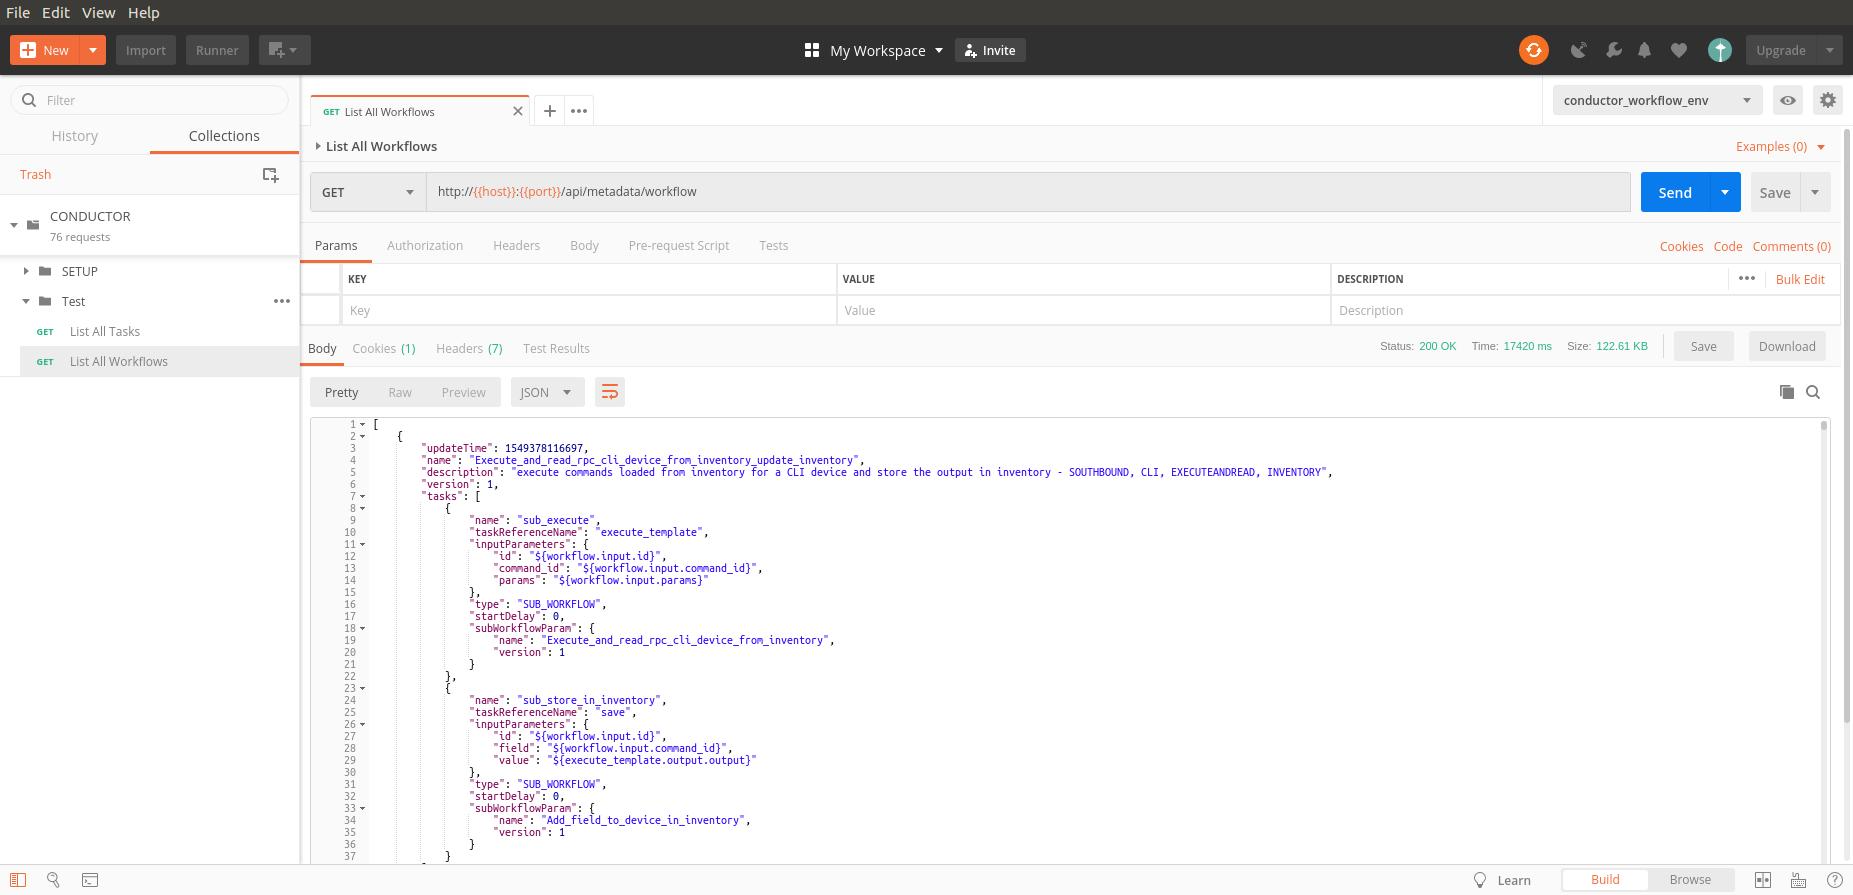 File Edit View Help
New Import Runner My Workspace Invite Upgrade
Filter
History Collections
Trash
CONDUCTOR
76 requests
SETUP
Test
GET List All Tasks
GET List All Workflows
GET List All Workflows
conductor_workflow_env
List All Workflows
Examples (0)
GET http://{{host}}:{{port}}/api/metadata/workflow Send Save
Params Authorization Headers Body Pre-request Script Tests Cookies Code Comments (0)
KEY VALUE DESCRIPTION Bulk Edit
Key Value Description
Body Cookies (1) Headers (7) Test Results Status: 200 OK Time: 17420 ms Size: 122.61 KB Save Download
Pretty Raw Preview JSON
1 [
2 {
3 "updateTime": 1549378116697,
4 "name": "Execute_and_read_rpc_cli_device_from_inventory_update_inventory",
5 "description": "execute commands loaded from inventory for a CLI device and store the output in inventory - SOUTHBOUND, CLI, EXECUTEANDREAD, INVENTORY",
6 "version": 1,
7 "tasks": [
8 {
9 "name": "sub_execute",
10 "taskReferenceName": "execute_template",
11 "inputParameters": {
12 "id": "${workflow.input.id}",
13 "command_id": "${workflow.input.command_id}",
14 "params": "${workflow.input.params}"
15 },
16 "type": "SUB_WORKFLOW",
17 "startDelay": 0,
18 "subWorkflowParam": {
19 "name": "Execute_and_read_rpc_cli_device_from_inventory",
20 "version": 1
21 }
22 },
23 {
24 "name": "sub_store_in_inventory",
25 "taskReferenceName": "save",
26 "inputParameters": {
27 "id": "${workflow.input.id}",
28 "field": "${workflow.input.command_id}",
29 "value": "${execute_template.output.output}"
30 },
31 "type": "SUB_WORKFLOW",
32 "startDelay": 0,
33 "subWorkflowParam": {
34 "name": "Add_field_to_device_in_inventory",
35 "version": 1
36 }
37 }
Learn Build Browse